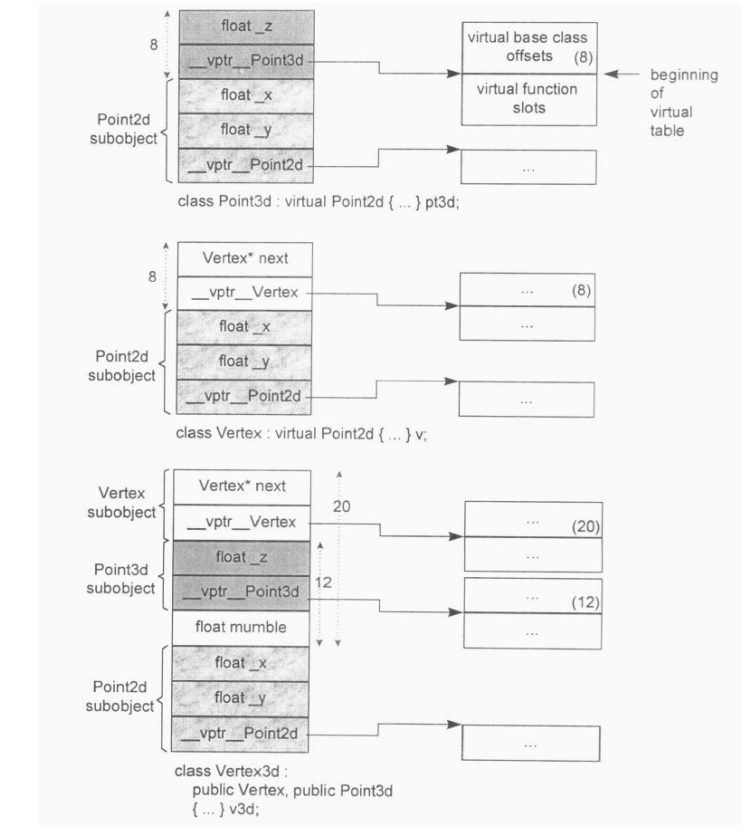 float _z
8
__vptr__Point3d
float _x
Point2d
subobject
float _y
__vptr__Point2d
virtual base class
offsets (8)
virtual function
slots
beginning
of
virtual
table
...
class Point3d : virtual Point2d { ... } pt3d;
Vertex* next
8
__vptr__Vertex
float _x
Point2d
subobject
float _y
__vptr__Point2d
... (8)
...
...
class Vertex : virtual Point2d { ... } v;
Vertex
subobject
Vertex* next
20
__vptr__Vertex
... (20)
...
Point3d
subobject
float _z
12
__vptr__Point3d
... (12)
...
float mumble
Point2d
subobject
float _x
float _y
__vptr__Point2d
...
class Vertex3d :
public Vertex, public Point3d
{ ... } v3d;